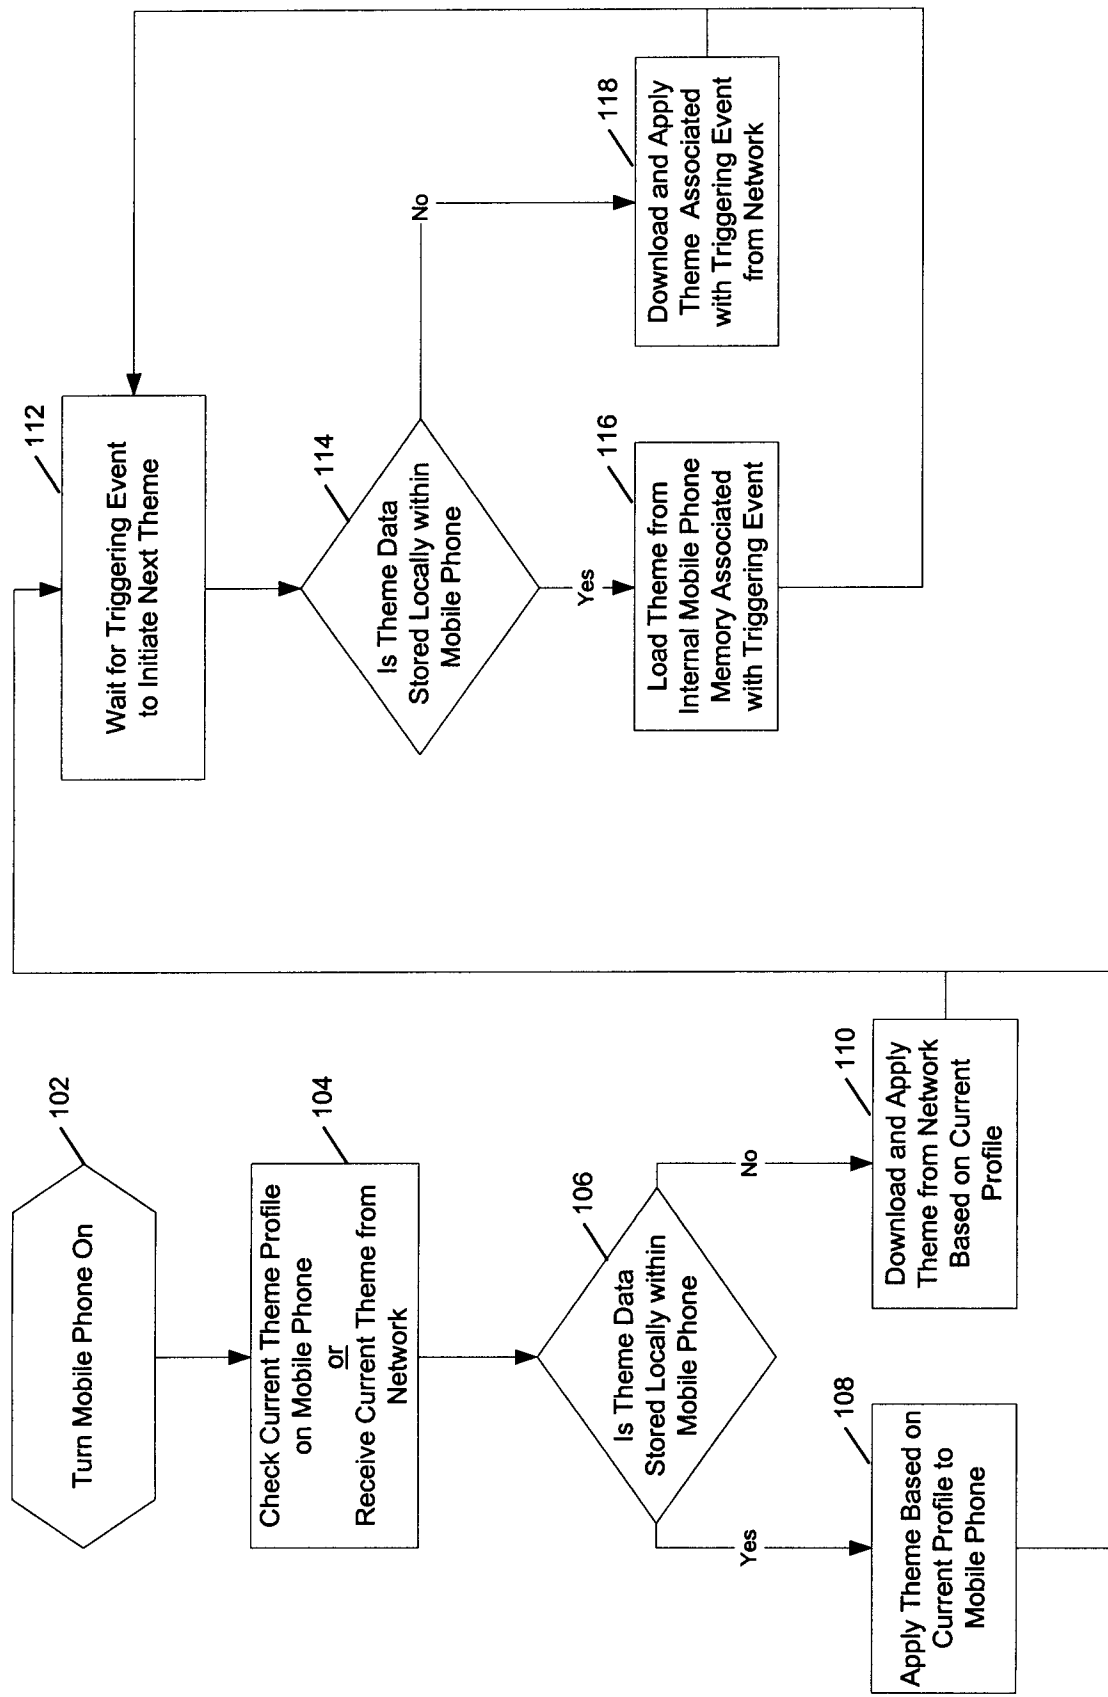 102
Turn Mobile Phone On
104
Check Current Theme Profile
on Mobile Phone
or
Receive Current Theme from
Network
106
Is Theme Data
Stored Locally within
Mobile Phone
Yes
No
108
Apply Theme Based on
Current Profile to
Mobile Phone
110
Download and Apply
Theme from Network
Based on Current
Profile
112
Wait for Triggering Event
to Initiate Next Theme
114
Is Theme Data
Stored Locally within
Mobile Phone
Yes
No
116
Load Theme from
Internal Mobile Phone
Memory Associated
with Triggering Event
118
Download and Apply
Theme Associated
with Triggering Event
from Network